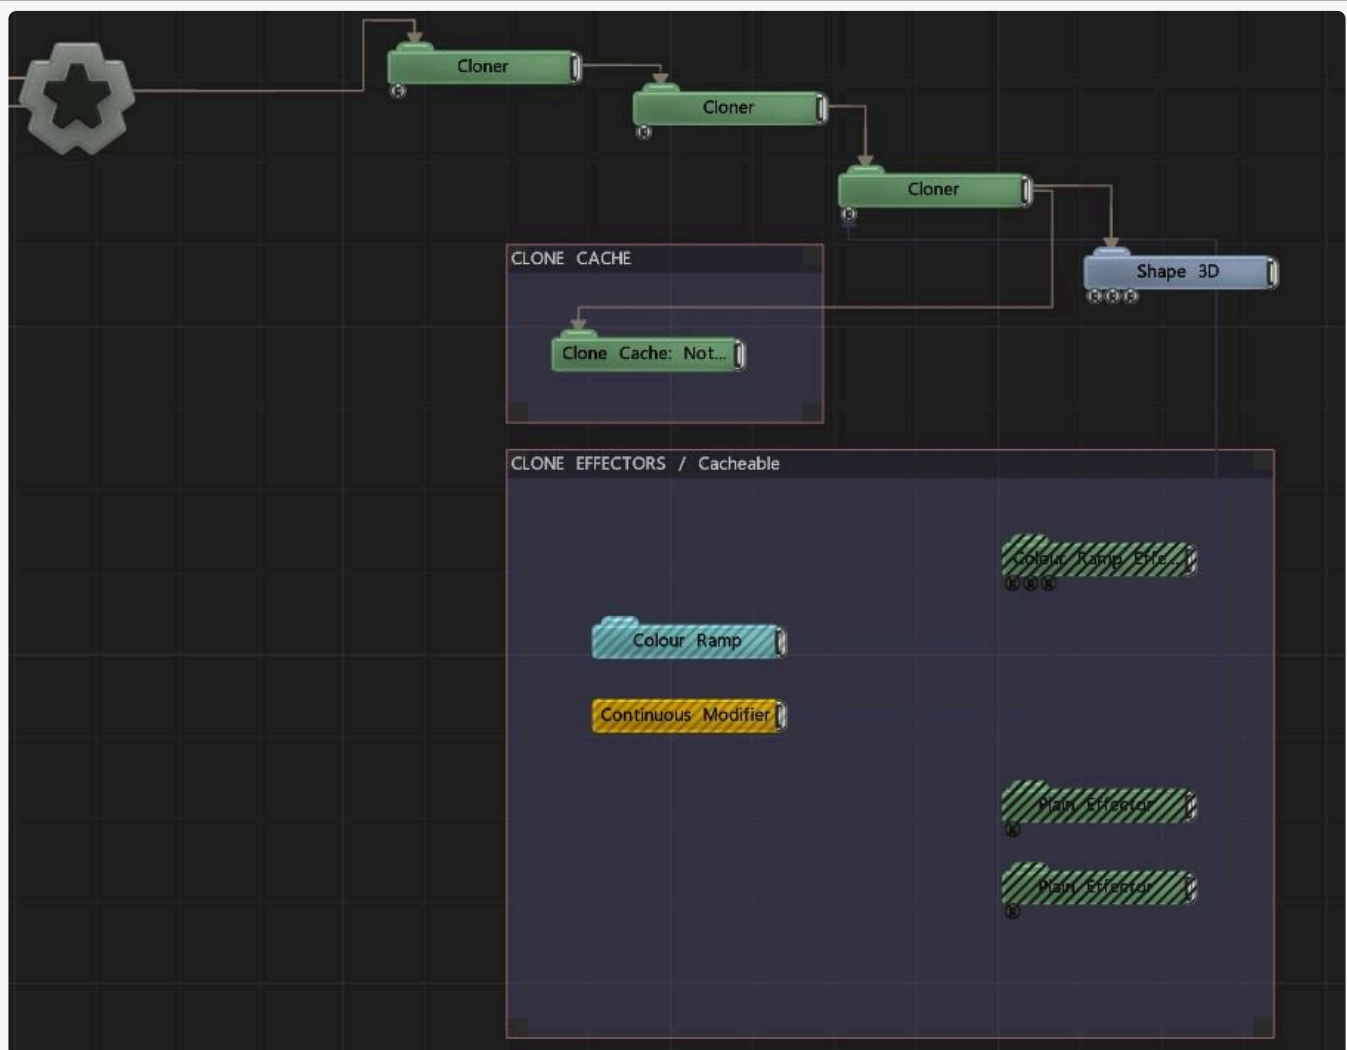 Cloner
Cloner
Cloner
CLONE CACHE
Shape 3D
Clone Cache: Not...
CLONE EFFECTORS / Cacheable
Colour Ramp Effe...
Colour Ramp
Continuous Modifier
Plain Effector
Plain Effector